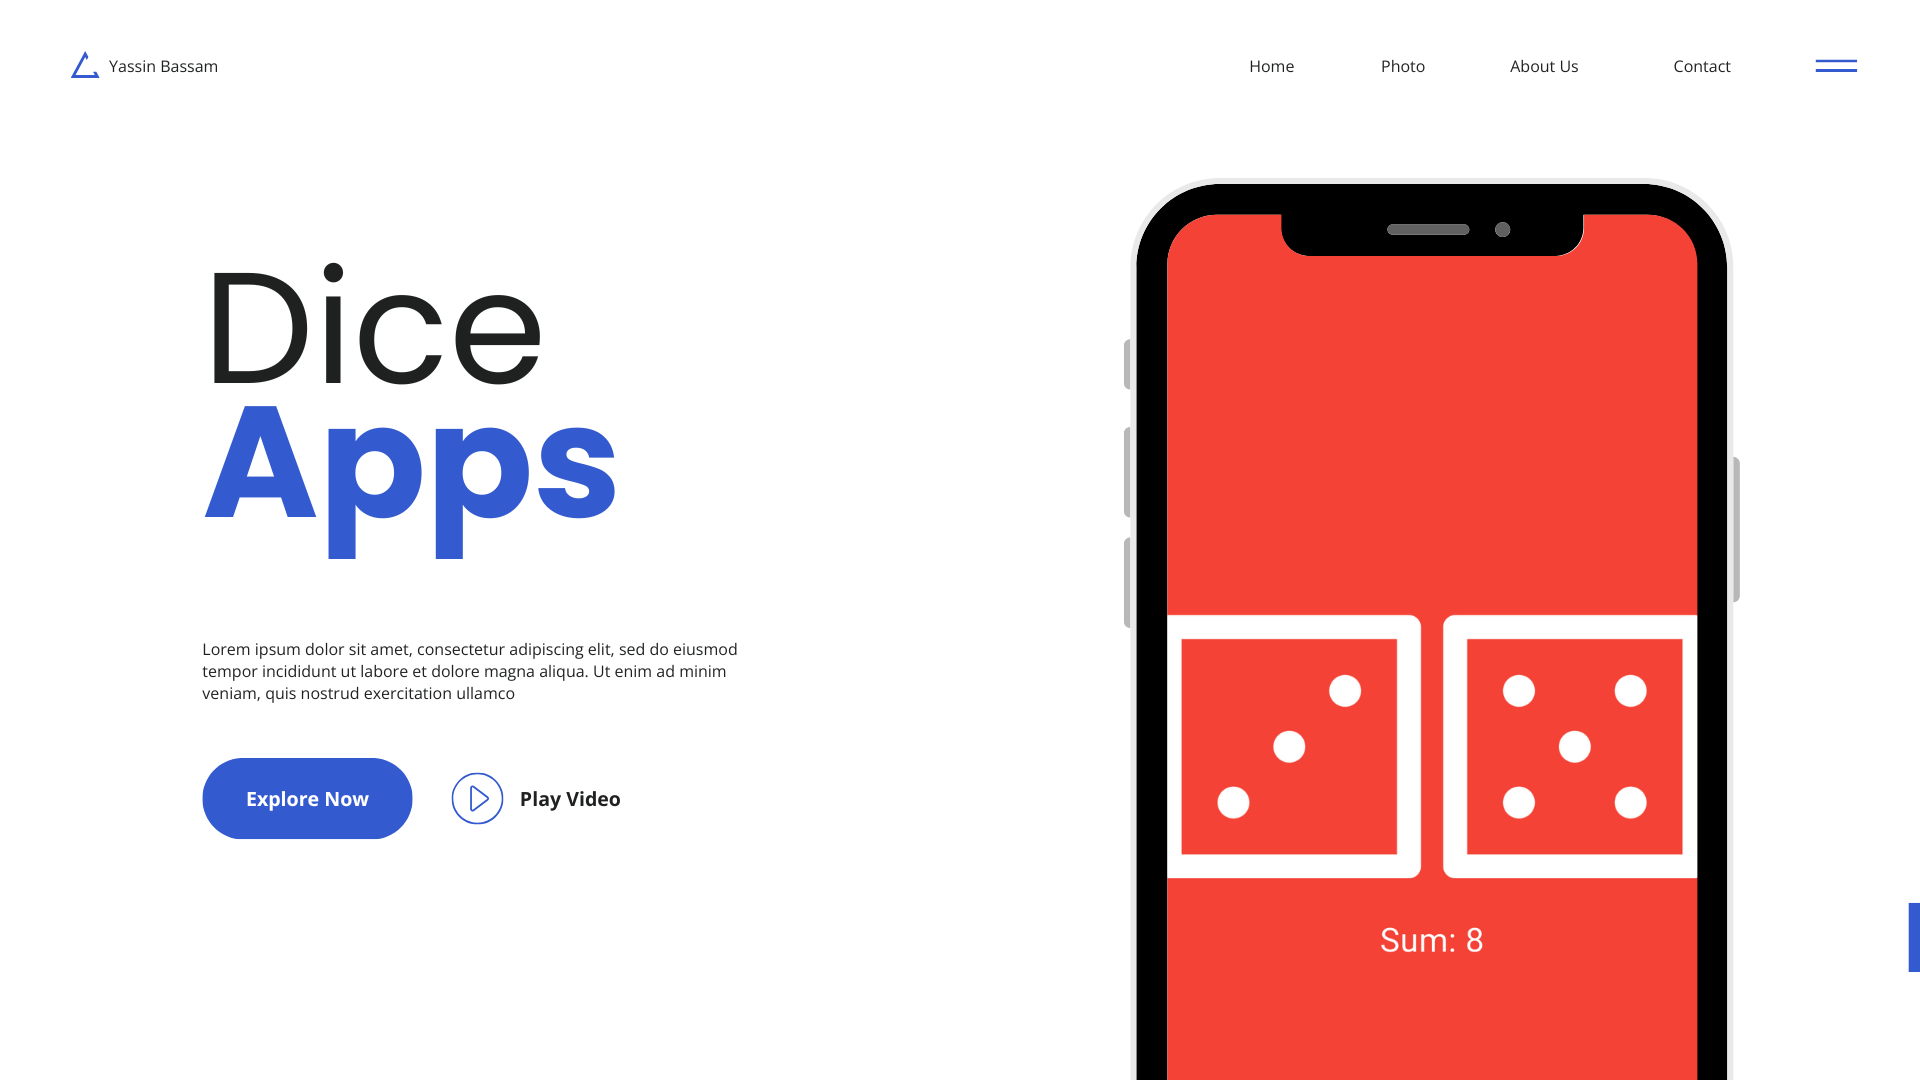 Yassin Bassam
Home
Photo
About Us
Contact
Dice
Apps
Lorem ipsum dolor sit amet, consectetur adipiscing elit, sed do eiusmod
tempor incididunt ut labore et dolore magna aliqua. Ut enim ad minim
veniam, quis nostrud exercitation ullamco
Explore Now
Play Video
Sum: 8